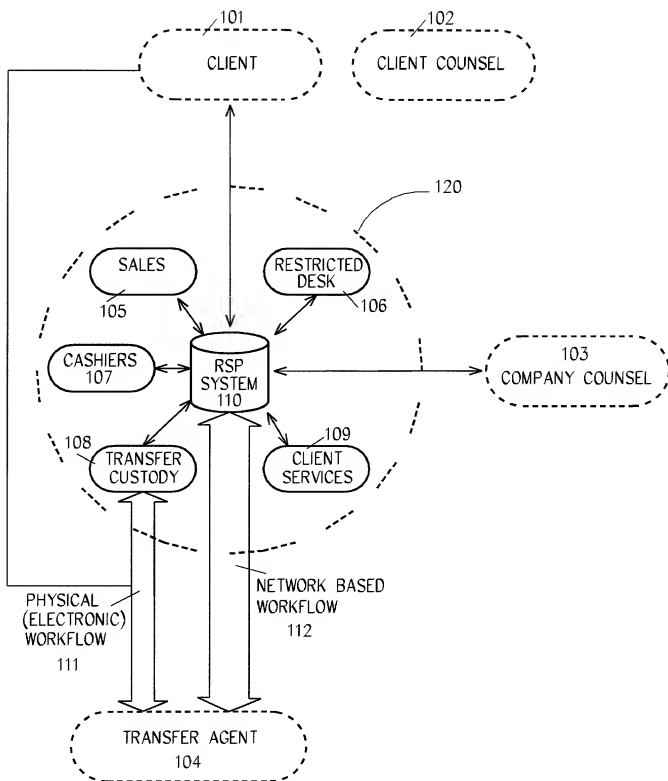 101
CLIENT
102
CLIENT COUNSEL
120
SALES
105
RESTRICTED
DESK
106
CASHIERS
107
RSP
SYSTEM
110
103
COMPANY COUNSEL
108
TRANSFER
CUSTODY
109
CLIENT
SERVICES
PHYSICAL
(ELECTRONIC)
WORKFLOW
111
NETWORK BASED
WORKFLOW
112
TRANSFER AGENT
104